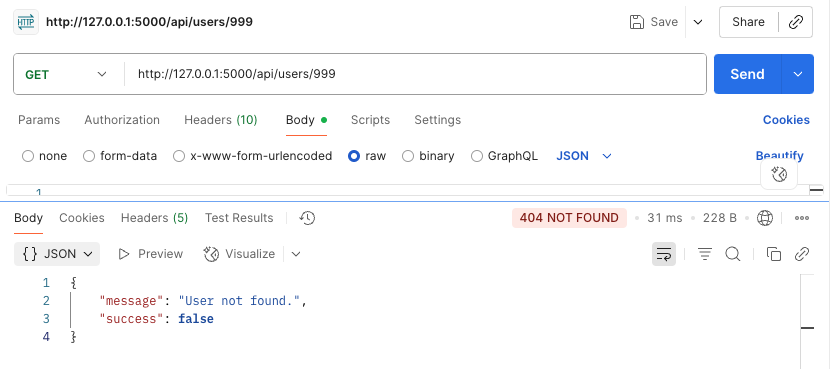 HTTP http://127.0.0.1:5000/api/users/999 Save Share
GET http://127.0.0.1:5000/api/users/999 Send
Params Authorization Headers (10) Body Scripts Settings Cookies
none form-data x-www-form-urlencoded raw binary GraphQL JSON Beautify
1
Body Cookies Headers (5) Test Results 404 NOT FOUND • 31 ms • 228 B •
{} JSON Preview Visualize
1 {
2 "message": "User not found.",
3 "success": false
4 }